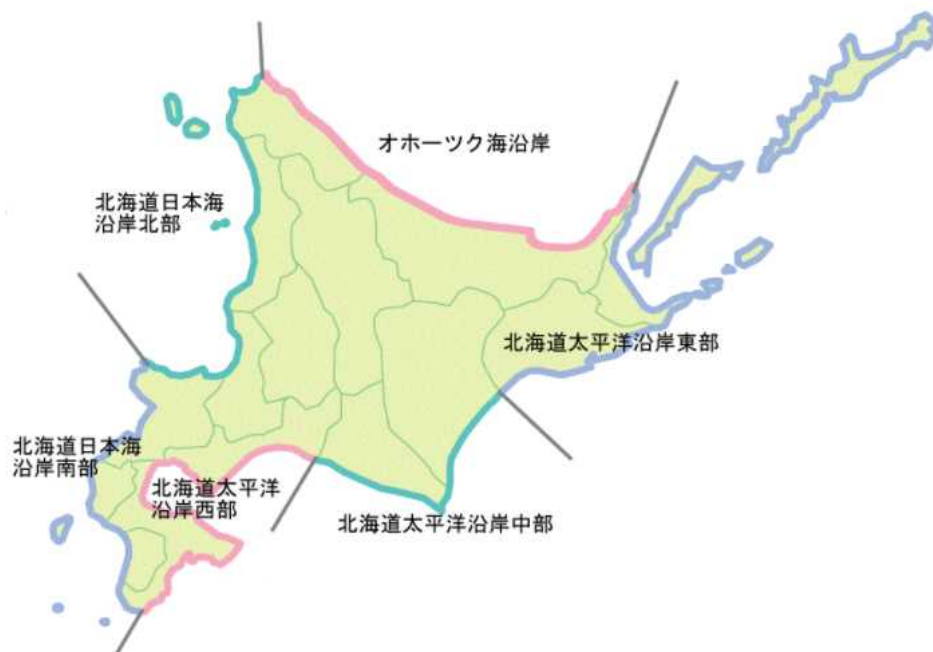 オホーツク海沿岸
北海道日本海
沿岸北部
北海道太平洋沿岸東部
北海道日本海
沿岸南部
北海道太平洋
沿岸西部
北海道太平洋沿岸中部